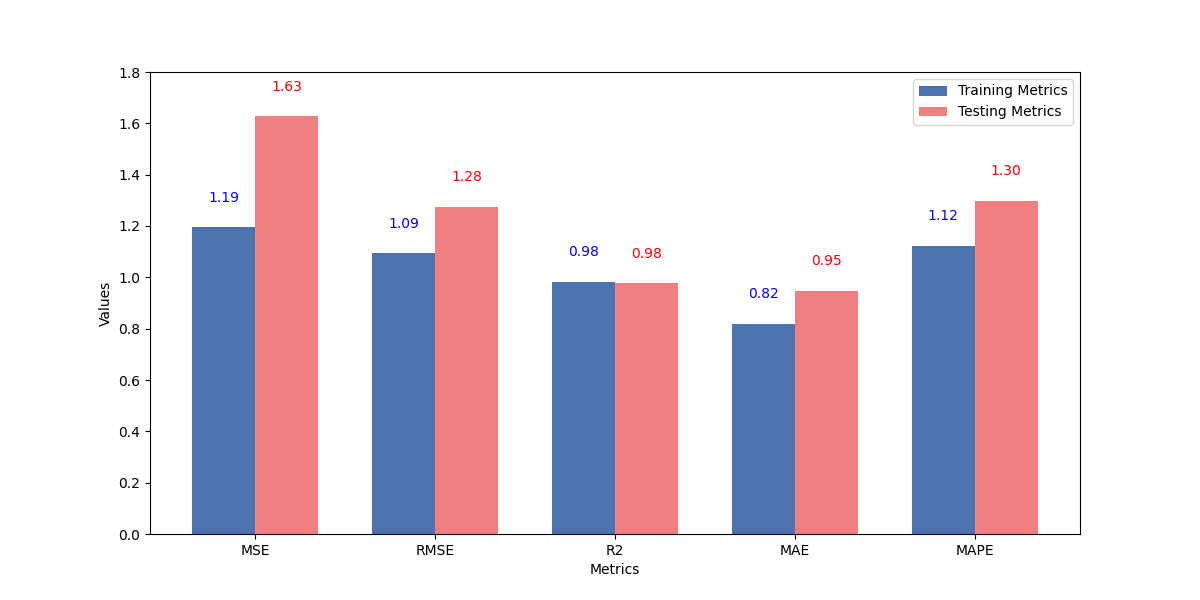 1.8
1.6
1.4
1.2
1.0
0.8
0.6
0.4
0.2
0.0
Values
1.19
1.63
1.09
1.28
0.98
0.98
0.82
0.95
1.12
1.30
Training Metrics
Testing Metrics
MSE
RMSE
R2
MAE
MAPE
Metrics